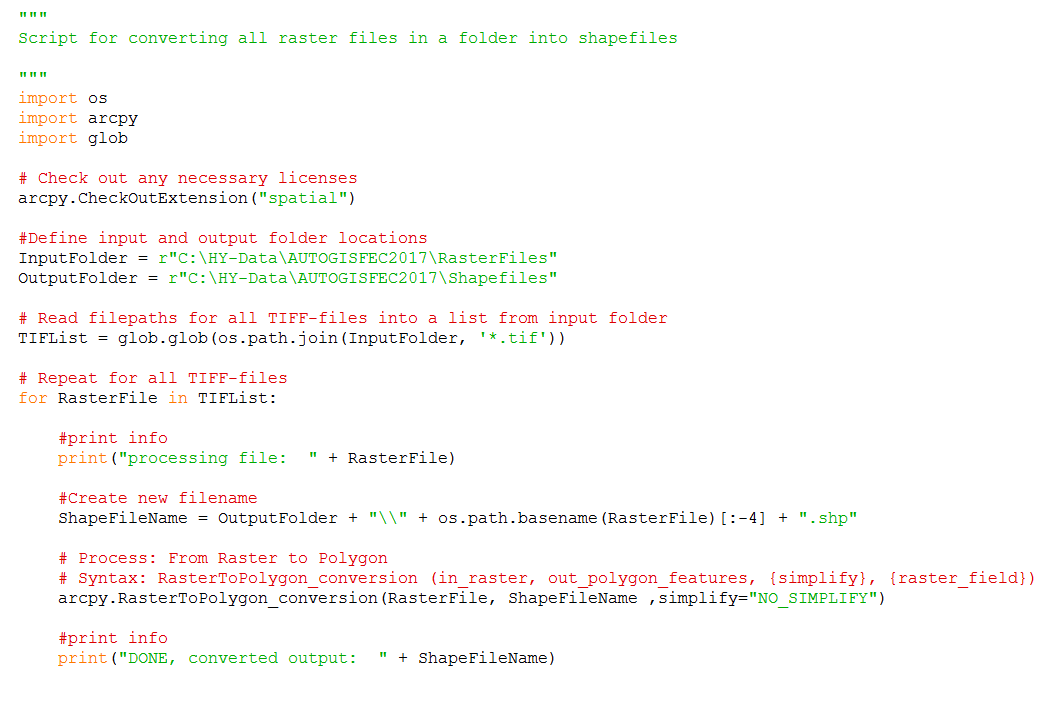 """
Script for converting all raster files in a folder into shapefiles
"""
import os
import arcpy
import glob
# Check out any necessary licenses
arcpy.CheckOutExtension("spatial")
#Define input and output folder locations
InputFolder = r"C:\HY-Data\AUTOGISFEC2017\RasterFiles"
OutputFolder = r"C:\HY-Data\AUTOGISFEC2017\Shapefiles"
# Read filepaths for all TIFF-files into a list from input folder
TIFList = glob.glob(os.path.join(InputFolder, '*.tif'))
# Repeat for all TIFF-files
for RasterFile in TIFList:
    #print info
    print("processing file:  " + RasterFile)
    #Create new filename
    ShapeFileName = OutputFolder + "\\" + os.path.basename(RasterFile)[:-4] + ".shp"
    # Process: From Raster to Polygon
    # Syntax: RasterToPolygon_conversion (in_raster, out_polygon_features, {simplify}, {raster_field})
    arcpy.RasterToPolygon_conversion(RasterFile, ShapeFileName ,simplify="NO_SIMPLIFY")
    #print info
    print("DONE, converted output:  " + ShapeFileName)